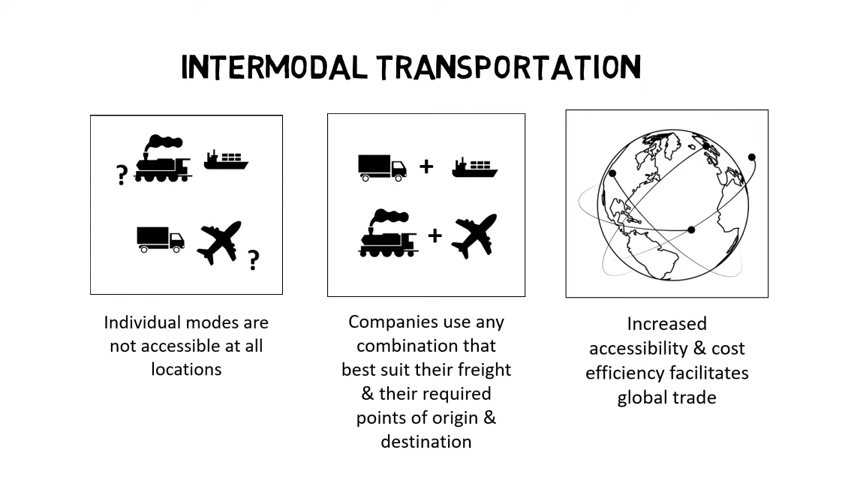 INTERMODAL TRANSPORTATION
?
+
+
?
Individual modes are
not accessible at all
locations
Companies use any
combination that
best suit their freight
& their required
points of origin &
destination
Increased
accessibility & cost
efficiency facilitates
global trade